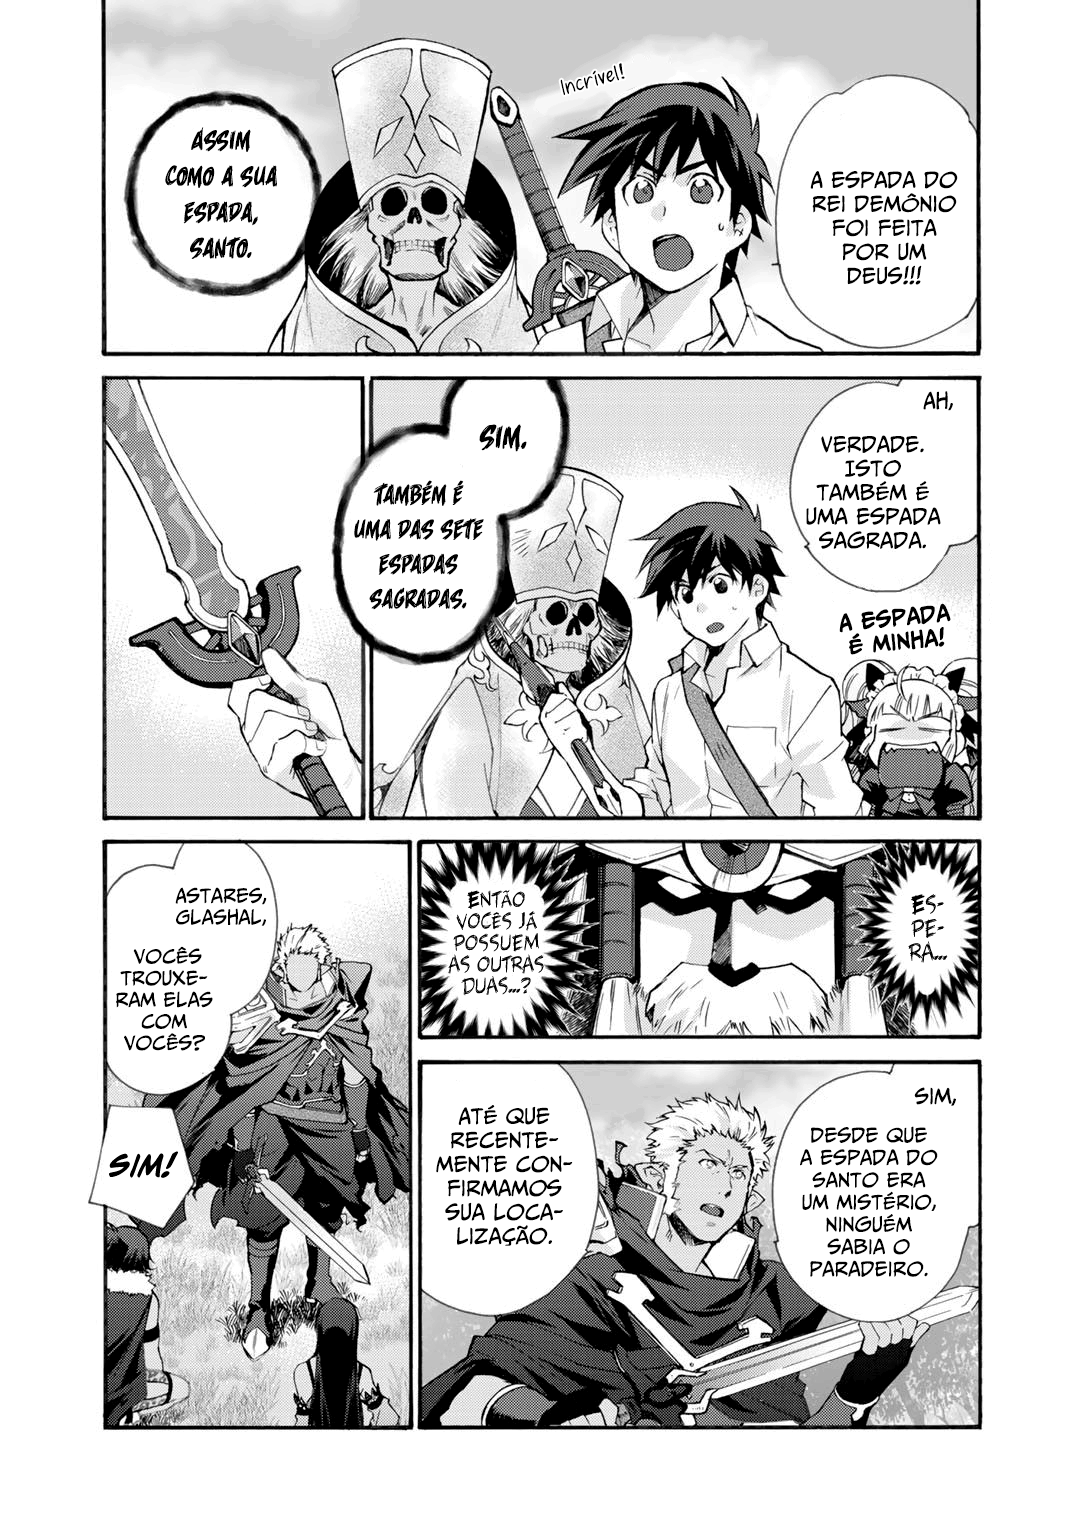 A ESPADA DO
REI DEMÔNIO
FOI FEITA
POR UM
DEUS!!!
Incrível!
ASSIM
COMO A SUA
ESPADA,
SANTO.
AH,
VERDADE.
ISTO
TAMBÉM É
UMA ESPADA
SAGRADA.
A ESPADA
É MINHA!
SIM.
TAMBÉM É
UMA DAS SETE
ESPADAS
SAGRADAS.
ES-
PE-
RA...
ENTÃO
VOCÊS JÁ
POSSUEM
AS OUTRAS
DUAS...?
SIM,
DESDE QUE
A ESPADA DO
SANTO ERA
UM MISTÉRIO,
NINGUÉM
SABIA O
PARADEIRO.
ATÉ QUE
RECENTE-
MENTE CON-
FIRMAMOS
SUA LOCA-
LIZAÇÃO.
ASTARES,
GLASHAL,
VOCÊS
TROUXE-
RAM ELAS
COM
VOCÊS?
SIM!